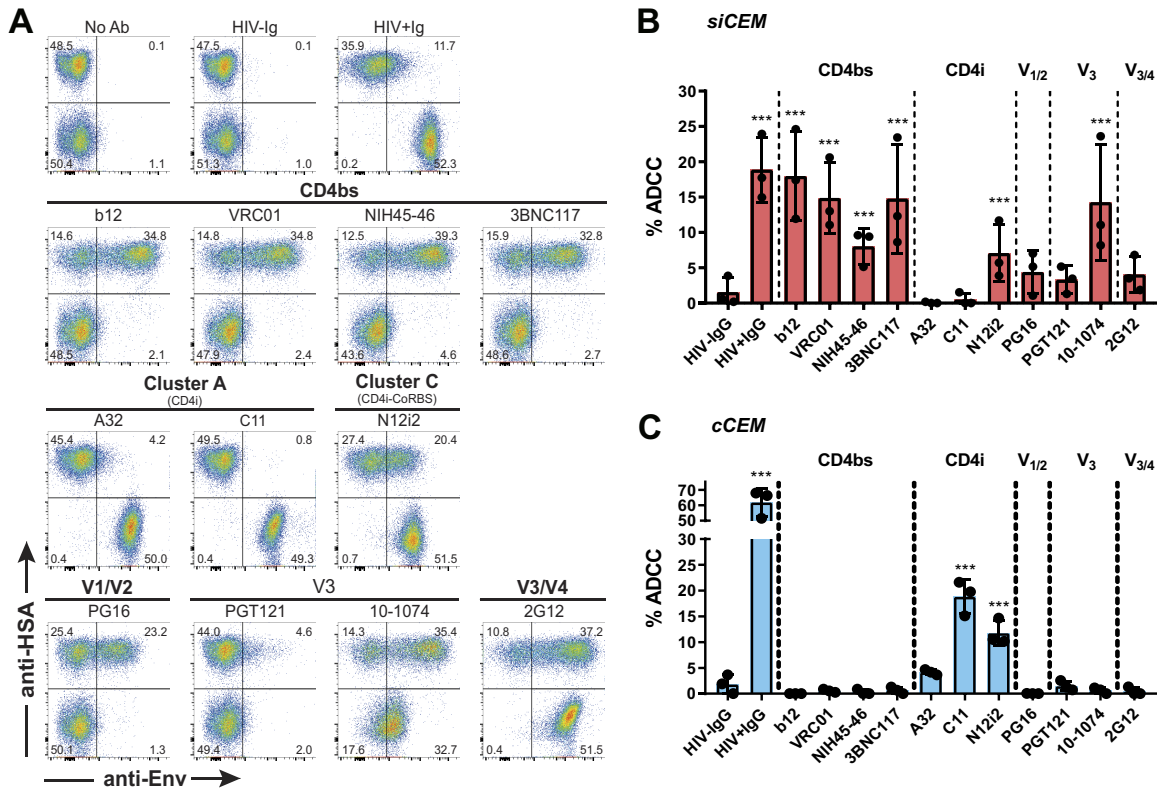 A
No Ab HIV-Ig HIV+Ig
48.5 0.1 47.5 0.1 35.9 11.7
50.4 1.1 51.3 1.0 0.2 52.3
CD4bs
b12 VRC01 NIH45-46 3BNC117
14.6 34.8 14.8 34.8 12.5 39.3 15.9 32.8
48.5 2.1 47.9 2.4 43.6 4.6 48.6 2.7
Cluster A Cluster C
(CD4i) (CD4i-CoRBS)
A32 C11 N12i2
45.4 4.2 49.5 0.8 27.4 20.4
0.4 50.0 0.4 49.3 0.7 51.5
V1/V2 V3 V3/V4
PG16 PGT121 10-1074 2G12
25.4 23.2 44.0 4.6 14.3 35.4 10.8 37.2
50.1 1.3 49.4 2.0 17.6 32.7 0.4 51.5
anti-HSA
anti-Env
B siCEM
CD4bs CD4i V1/2 V3 V3/4
30
25
20
15
10
5
0
% ADCC
*** *** *** *** *** *** ***
HIV-IgG HIV+IgG b12 VRC01 NIH45-46 3BNC117 A32 C11 N12i2 PG16 PGT121 10-1074 2G12
C cCEM
CD4bs CD4i V1/2 V3 V3/4
70
60
50
30
25
20
15
10
5
0
% ADCC
*** *** ***
HIV-IgG HIV+IgG b12 VRC01 NIH45-46 3BNC117 A32 C11 N12i2 PG16 PGT121 10-1074 2G12